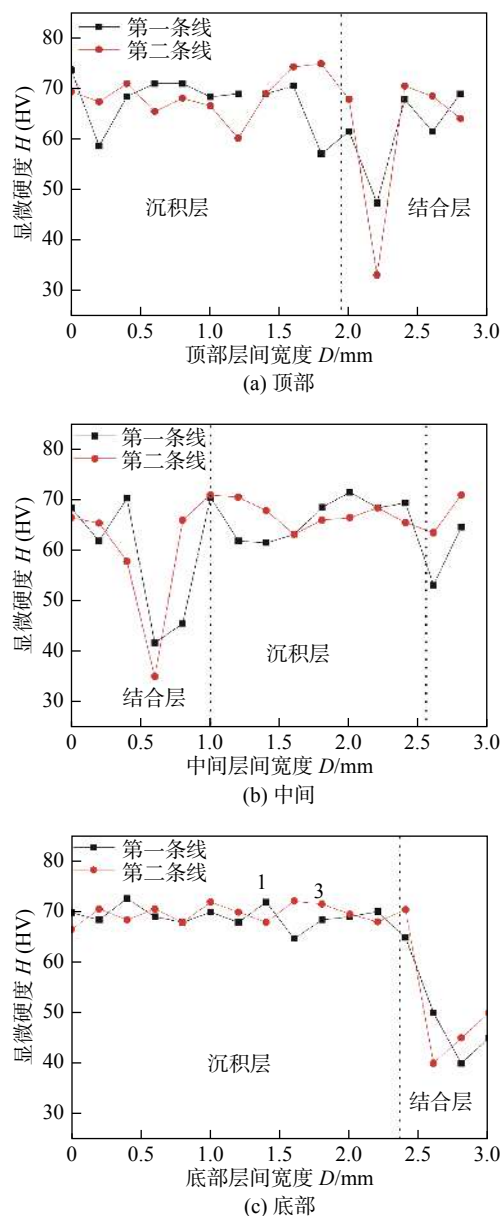 80
70
60
50
40
30
显微硬度 H (HV)
第一条线
第二条线
沉积层
结合层
0
0.5
1.0
1.5
2.0
2.5
3.0
顶部层间宽度 D/mm
(a) 顶部
80
70
60
50
40
30
显微硬度 H (HV)
第一条线
第二条线
沉积层
结合层
0
0.5
1.0
1.5
2.0
2.5
3.0
中间层间宽度 D/mm
(b) 中间
80
70
60
50
40
30
显微硬度 H (HV)
第一条线
第二条线
1
3
沉积层
结合层
0
0.5
1.0
1.5
2.0
2.5
3.0
底部层间宽度 D/mm
(c) 底部